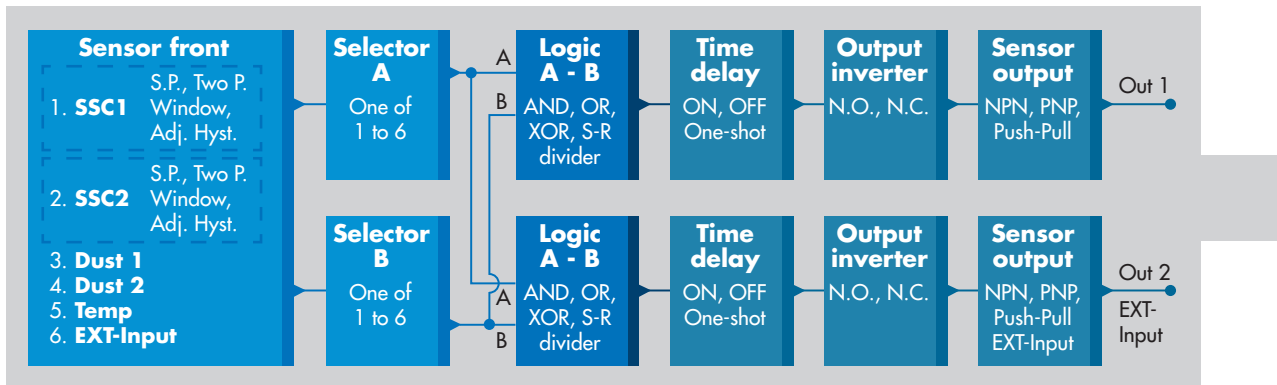 Sensor front
1. SSC1
S.P., Two P.
Window,
Adj. Hyst.
2. SSC2
S.P., Two P.
Window,
Adj. Hyst.
3. Dust 1
4. Dust 2
5. Temp
6. EXT-Input
Selector
A
One of
1 to 6
A
B
Logic
A - B
AND, OR,
XOR, S-R
divider
Time
delay
ON, OFF
One-shot
Output
inverter
N.O., N.C.
Sensor
output
NPN, PNP,
Push-Pull
Out 1
Selector
B
One of
1 to 6
A
B
Logic
A - B
AND, OR,
XOR, S-R
divider
Time
delay
ON, OFF
One-shot
Output
inverter
N.O., N.C.
Sensor
output
NPN, PNP,
Push-Pull
EXT-Input
Out 2
EXT-
Input